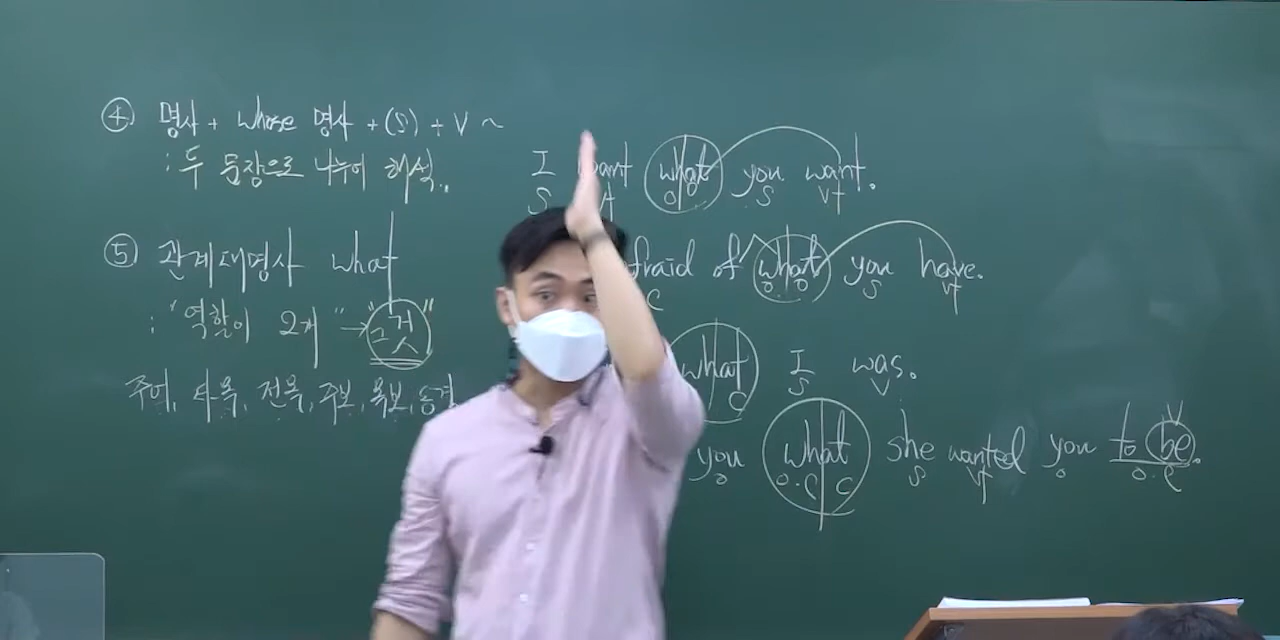 ④ 명사 + whose 명사 + (S) + V ~
: 두 문장으로 나누어 해석..
⑤ 관계대명사 what
: "역할이 2개" → "그것"
주어, 타목, 전목, 주보, 목보, 동격
I want what you want.
S Vt O O S Vt
fraid of what you have.
C O O S Vt
what I was.
C S V
you what she wanted you to be.
O O.C C S Vt O O.C V